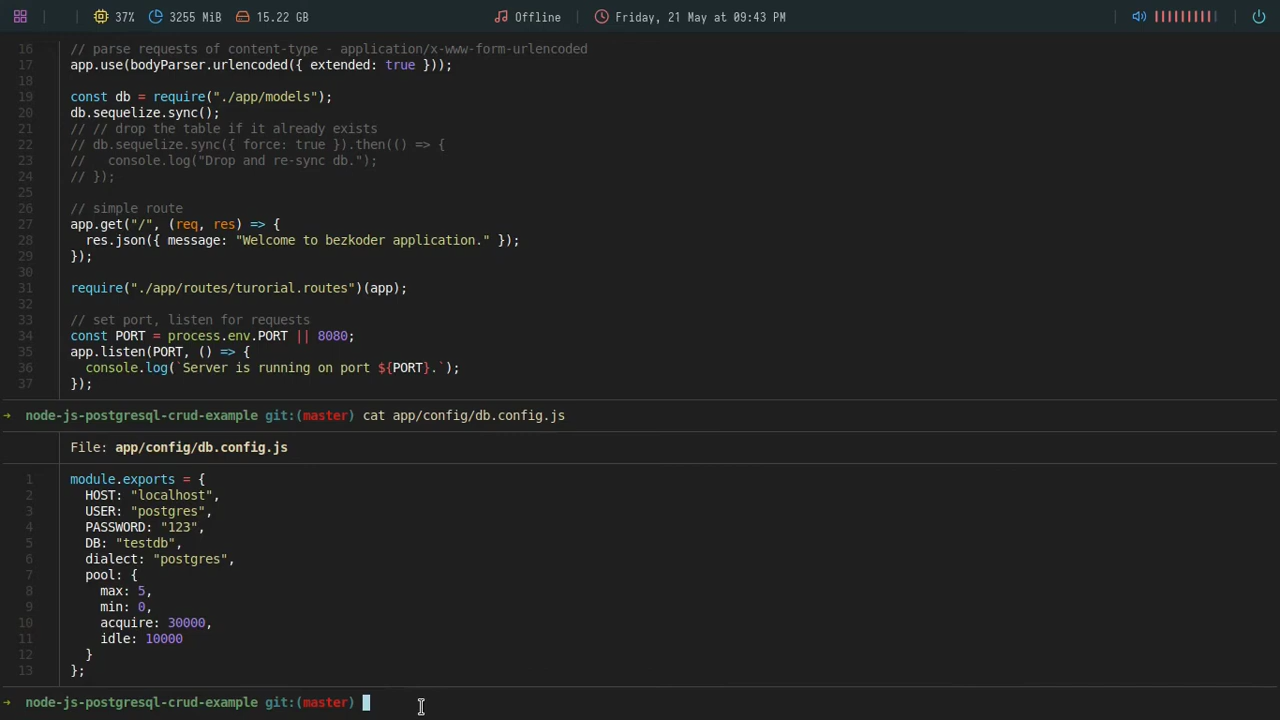 37% 3255 MiB 15.22 GB Offline Friday, 21 May at 09:43 PM
16 // parse requests of content-type - application/x-www-form-urlencoded
17 app.use(bodyParser.urlencoded({ extended: true }));
18
19 const db = require("./app/models");
20 db.sequelize.sync();
21 // // drop the table if it already exists
22 // db.sequelize.sync({ force: true }).then(() => {
23 //   console.log("Drop and re-sync db.");
24 // });
25
26 // simple route
27 app.get("/", (req, res) => {
28   res.json({ message: "Welcome to bezkoder application." });
29 });
30
31 require("./app/routes/turorial.routes")(app);
32
33 // set port, listen for requests
34 const PORT = process.env.PORT || 8080;
35 app.listen(PORT, () => {
36   console.log(`Server is running on port ${PORT}.`);
37 });
→ node-js-postgresql-crud-example git:(master) cat app/config/db.config.js
File: app/config/db.config.js
1 module.exports = {
2   HOST: "localhost",
3   USER: "postgres",
4   PASSWORD: "123",
5   DB: "testdb",
6   dialect: "postgres",
7   pool: {
8     max: 5,
9     min: 0,
10     acquire: 30000,
11     idle: 10000
12   }
13 };
→ node-js-postgresql-crud-example git:(master)